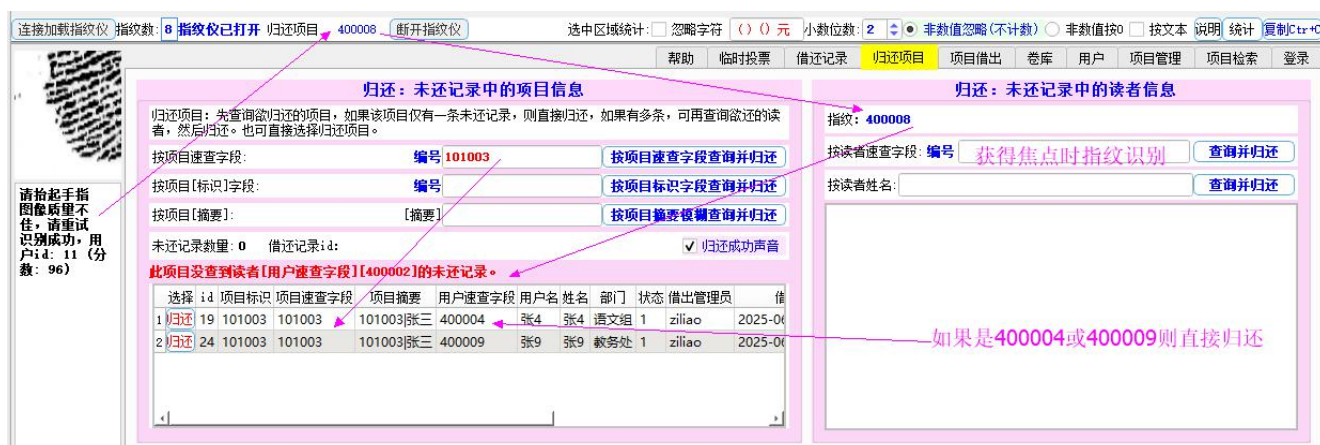 连接加载指纹仪 指纹数: 8 指纹仪已打开 归还项目 400008 断开指纹仪 选中区域统计: 忽略字符 () () 元 小数位数: 2 非数值忽略(不计数) 非数值按0 按文本 说明 统计 复制Ctr+C
帮助 临时投票 借还记录 归还项目 项目借出 卷库 用户 项目管理 项目检索 登录
归还: 未还记录中的项目信息
归还项目: 先查询欲归还的项目, 如果该项目仅有一条未还记录, 则直接归还, 如果有多条, 可再查询欲还的读
者, 然后归还。也可直接选择归还项目。
按项目速查字段: 编号 101003 按项目速查字段查询并归还
按项目[标识]字段: 编号 按项目标识字段查询并归还
按项目[摘要]: [摘要] 按项目摘要模糊查询并归还
未还记录数量: 0 借还记录id: 归还成功声音
此项目没查到读者[用户速查字段][400002]的未还记录。
选择 id 项目标识 项目速查字段 项目摘要 用户速查字段 用户名 姓名 部门 状态 借出管理员 借
1 归还 19 101003 101003 101003|张三 400004 张4 张4 语文组 1 ziliao 2025-06
2 归还 24 101003 101003 101003|张三 400009 张9 张9 教务处 1 ziliao 2025-06
归还: 未还记录中的读者信息
指纹: 400008
按读者速查字段: 编号 获得焦点时指纹识别 查询并归还
按读者姓名: 查询并归还
如果是400004或400009则直接归还
请抬起手指
图像质量不
佳, 请重试
识别成功, 用
户id: 11 (分
数: 96)